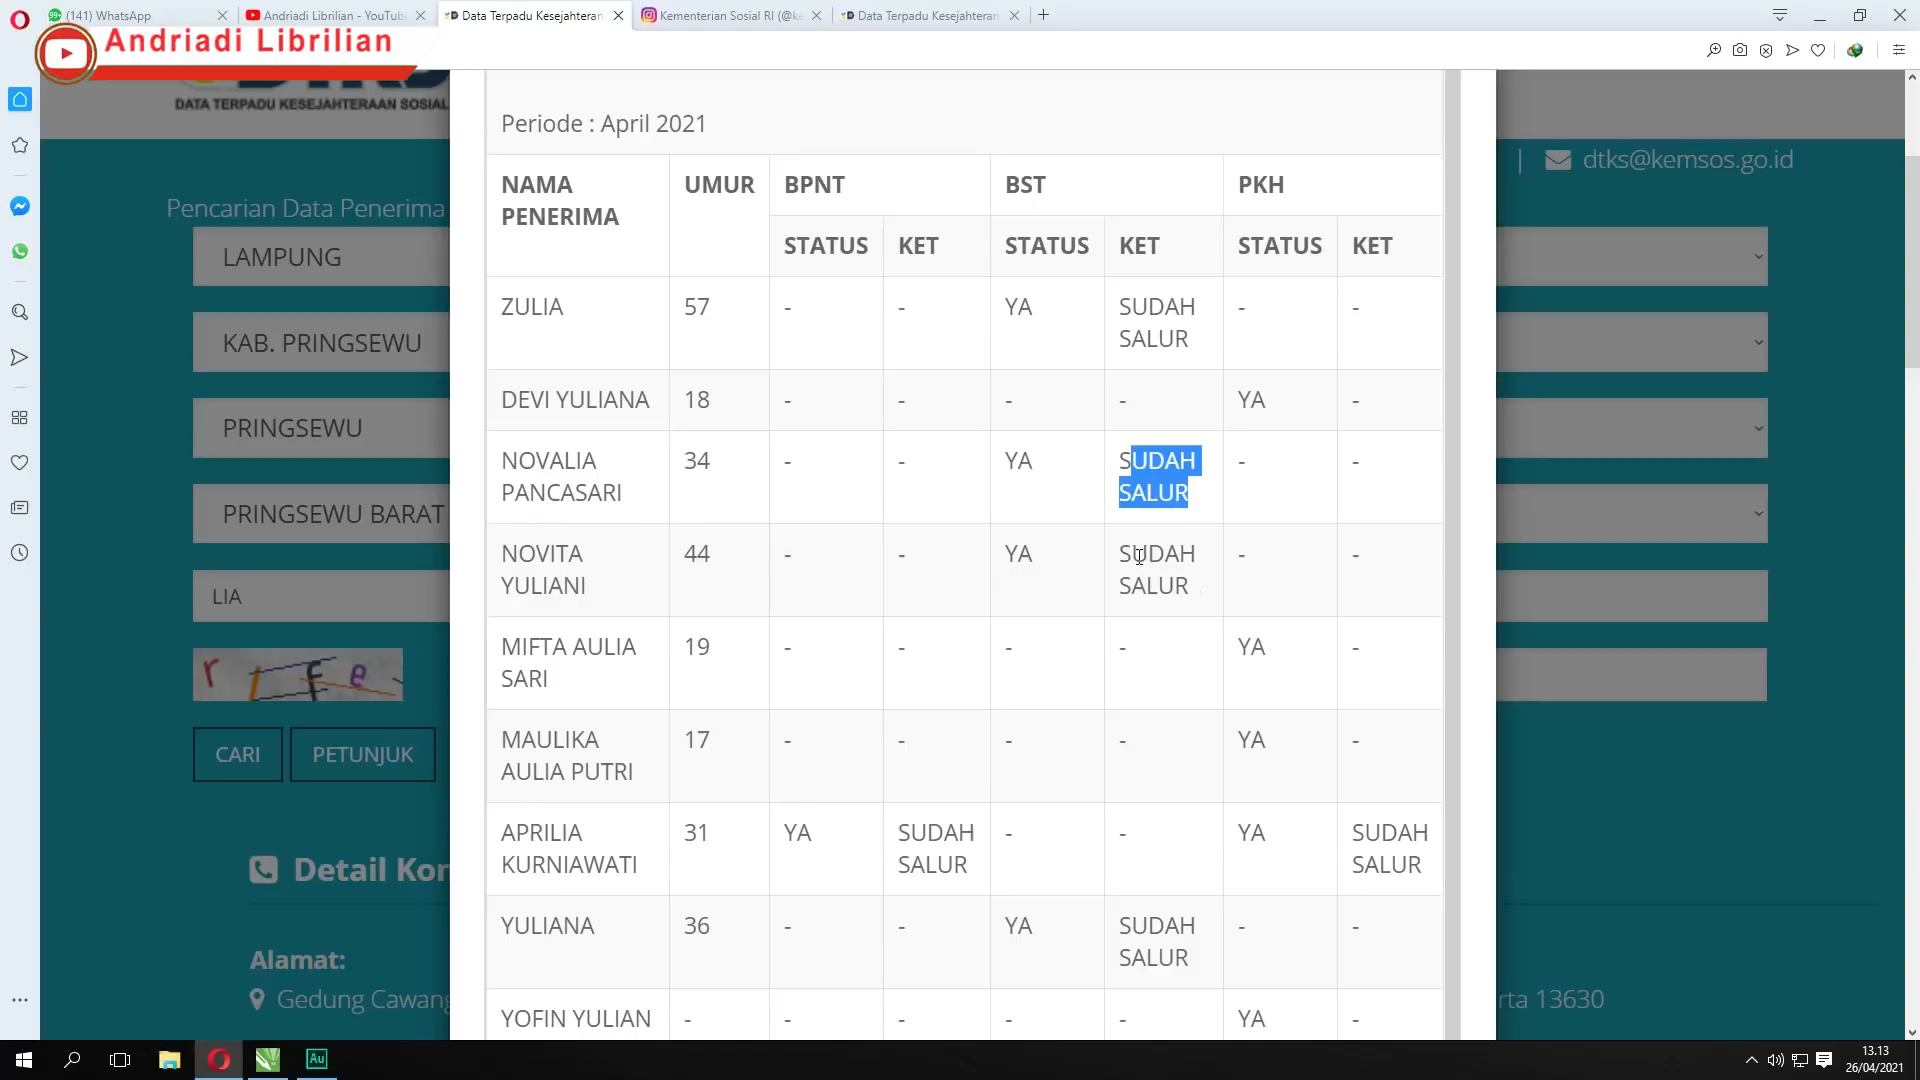 (141) WhatsApp
Andriadi Librilian - YouTube
Data Terpadu Kesejahteraan
Kementerian Sosial RI (@ke
Data Terpadu Kesejahteraan
Andriadi Librilian
DATA TERPADU KESEJAHTERAAN SOSIAL
dtks@kemsos.go.id
Pencarian Data Penerima
LAMPUNG
KAB. PRINGSEWU
PRINGSEWU
PRINGSEWU BARAT
LIA
r i F e
CARI PETUNJUK
Detail Kon
Alamat:
Gedung Cawang
rta 13630
Periode : April 2021
NAMA PENERIMA UMUR BPNT BST PKH
STATUS KET STATUS KET STATUS KET
ZULIA 57 - - YA SUDAH SALUR - -
DEVI YULIANA 18 - - - - YA -
NOVALIA PANCASARI 34 - - YA SUDAH SALUR - -
NOVITA YULIANI 44 - - YA SUDAH SALUR - -
MIFTA AULIA SARI 19 - - - - YA -
MAULIKA AULIA PUTRI 17 - - - - YA -
APRILIA KURNIAWATI 31 YA SUDAH SALUR - - YA SUDAH SALUR
YULIANA 36 - - YA SUDAH SALUR - -
YOFIN YULIAN - - - - - YA -
Au
13.13
26/04/2021